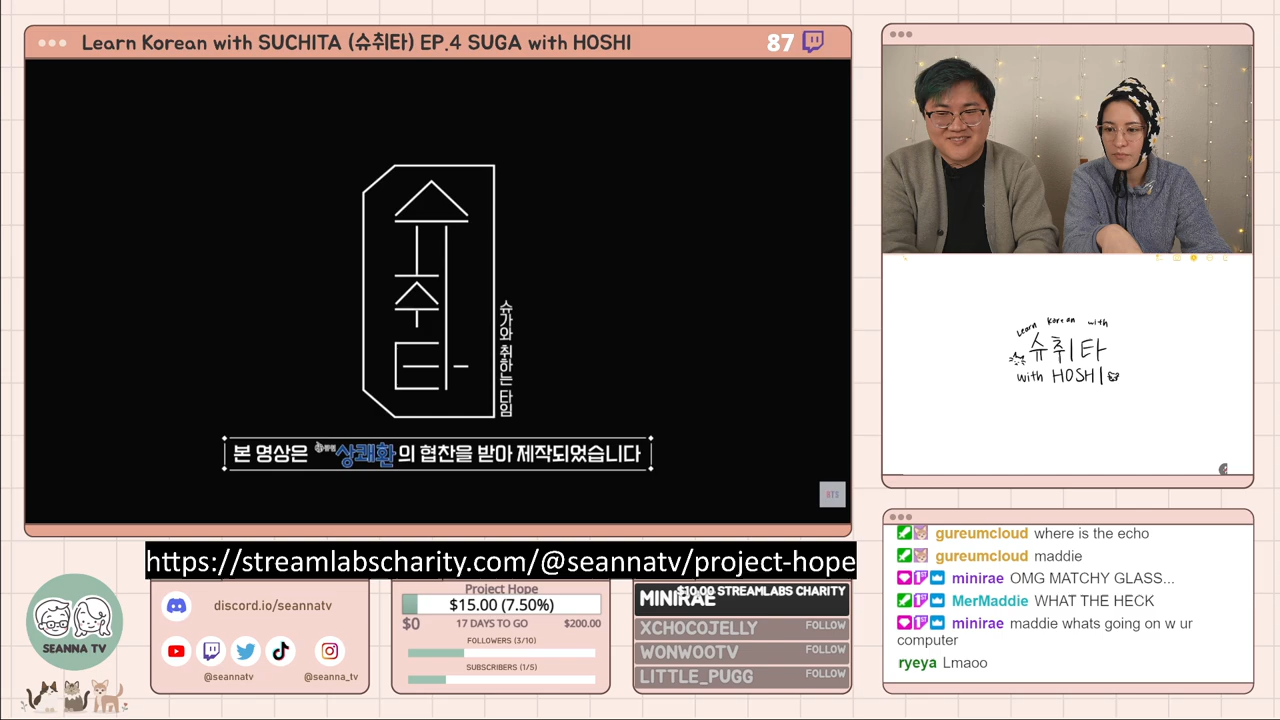 Learn Korean with SUCHITA (슈취타) EP.4 SUGA with HOSHI
87
슈취타
슈가와 취하는 타임
본 영상은 상쾌환의 협찬을 받아 제작되었습니다
BTS
Learn Korean with
슈취타
with HOSHI
https://streamlabscharity.com/@seannatv/project-hope
SEANNA TV
discord.io/seannatv
@seannatv
@seanna_tv
Project Hope
$15.00 (7.50%)
$0
17 DAYS TO GO
$200.00
FOLLOWERS (3/10)
SUBSCRIBERS (1/5)
MINIRAE
$10.00 STREAMLABS CHARITY
XCHOCOJELLY FOLLOW
WONWOOTV FOLLOW
LITTLE_PUGG FOLLOW
gureumcloud where is the echo
gureumcloud maddie
minirae OMG MATCHY GLASS...
MerMaddie WHAT THE HECK
minirae maddie whats going on w ur
computer
ryeya Lmaoo